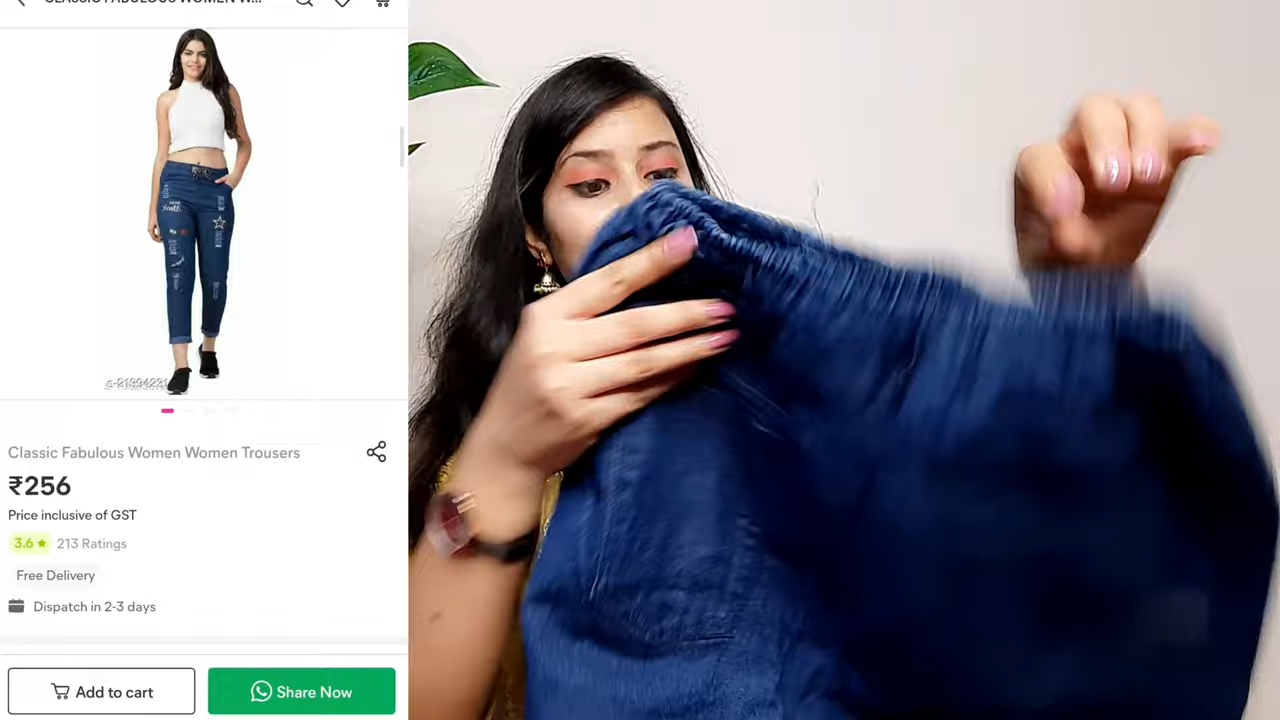 Classic Fabulous Women Women Trousers
₹256
Price inclusive of GST
3.6 ★ 213 Ratings
Free Delivery
Dispatch in 2-3 days
Add to cart
Share Now